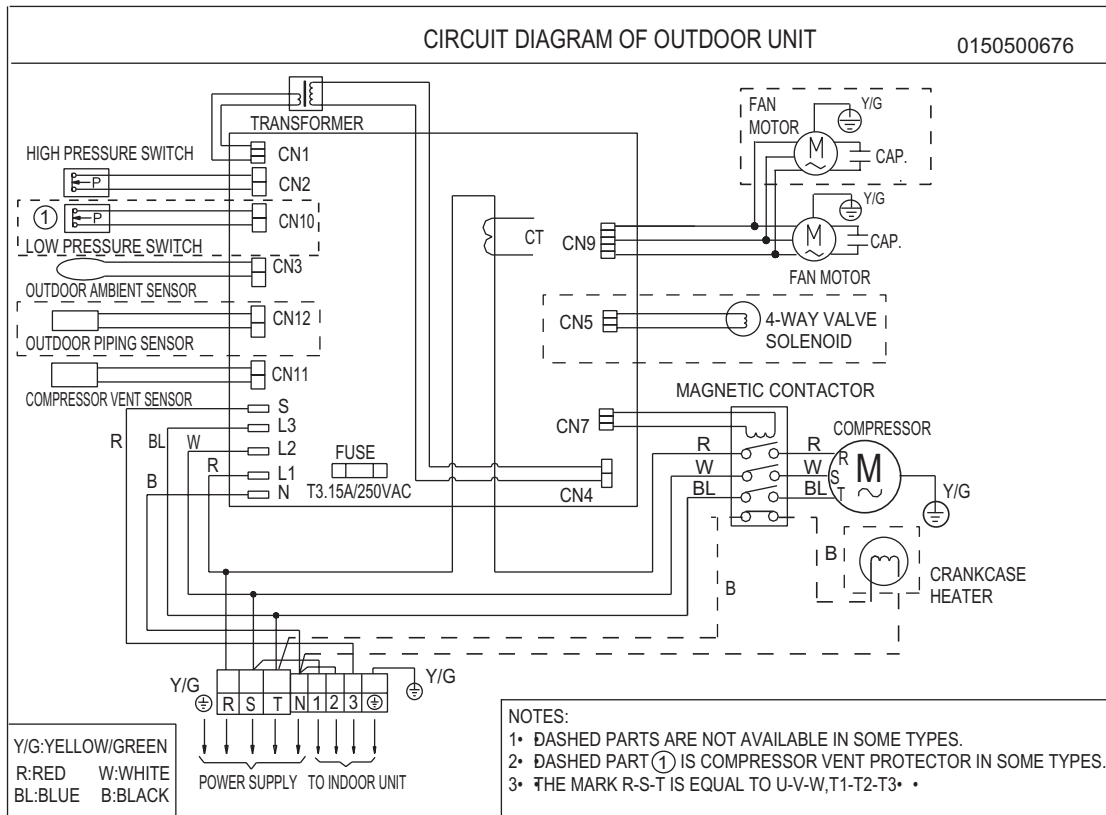 CIRCUIT DIAGRAM OF OUTDOOR UNIT
0150500676
TRANSFORMER
CN1
HIGH PRESSURE SWITCH
P
CN2
1
P
CN10
LOW PRESSURE SWITCH
CN3
OUTDOOR AMBIENT SENSOR
CN12
OUTDOOR PIPING SENSOR
CN11
COMPRESSOR VENT SENSOR
S
L3
L2
L1
N
R
BL
W
R
B
FUSE
T3.15A/250VAC
CT
CN9
FAN
MOTOR
Y/G
M
CAP.
Y/G
M
CAP.
FAN MOTOR
CN5
4-WAY VALVE
SOLENOID
MAGNETIC CONTACTOR
CN7
CN4
R
W
BL
R
W
BL
COMPRESSOR
R
S
T
M
Y/G
B
B
CRANKCASE
HEATER
Y/G
Y/G
R S T N 1 2 3
POWER SUPPLY
TO INDOOR UNIT
Y/G:YELLOW/GREEN
R:RED W:WHITE
BL:BLUE B:BLACK
NOTES:
1• DASHED PARTS ARE NOT AVAILABLE IN SOME TYPES.
2• DASHED PART 1 IS COMPRESSOR VENT PROTECTOR IN SOME TYPES.
3• THE MARK R-S-T IS EQUAL TO U-V-W,T1-T2-T3• •